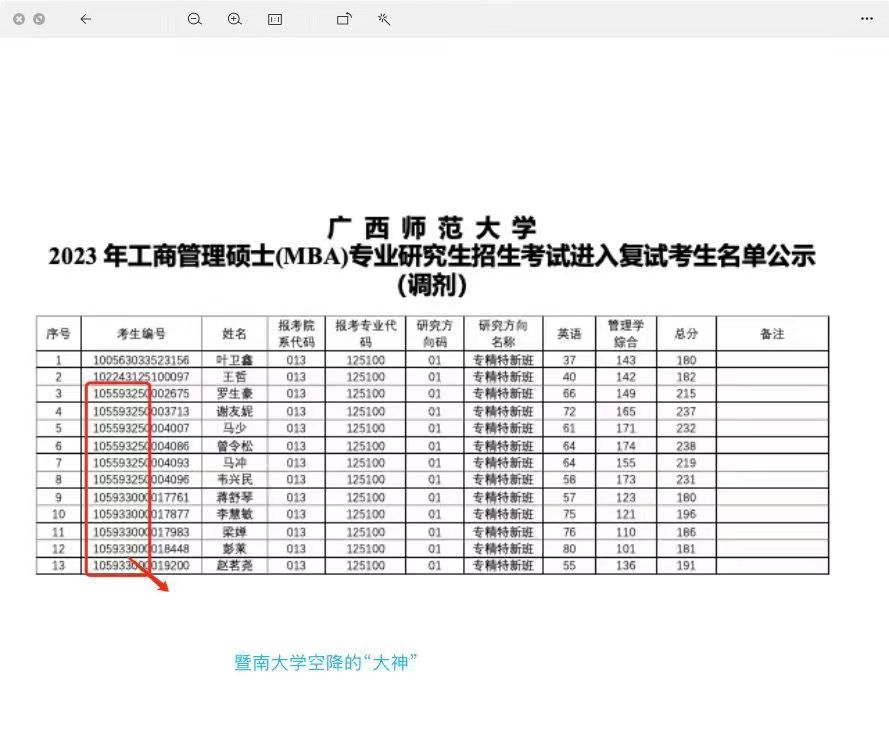 广西师范大学
2023 年工商管理硕士(MBA)专业研究生招生考试进入复试考生名单公示
（调剂）
序号 考生编号 姓名 报考院系代码 报考专业代码 研究方向码 研究方向名称 英语 管理学综合 总分 备注
1 100563033523156 叶卫鑫 013 125100 01 专精特新班 37 143 180
2 102243125100097 王哲 013 125100 01 专精特新班 40 142 182
3 105593250002675 罗生豪 013 125100 01 专精特新班 66 149 215
4 105593250003713 谢友妮 013 125100 01 专精特新班 72 165 237
5 105593250004007 马少 013 125100 01 专精特新班 61 171 232
6 105593250004086 曾令松 013 125100 01 专精特新班 64 174 238
7 105593250004093 马冲 013 125100 01 专精特新班 64 155 219
8 105593250004096 韦兴民 013 125100 01 专精特新班 58 173 231
9 105933000017761 蒋舒琴 013 125100 01 专精特新班 57 123 180
10 105933000017877 李慧敏 013 125100 01 专精特新班 75 121 196
11 105933000017983 梁婵 013 125100 01 专精特新班 76 110 186
12 105933000018448 彭莱 013 125100 01 专精特新班 80 101 181
13 105933000019200 赵茗尧 013 125100 01 专精特新班 55 136 191
暨南大学空降的“大神”